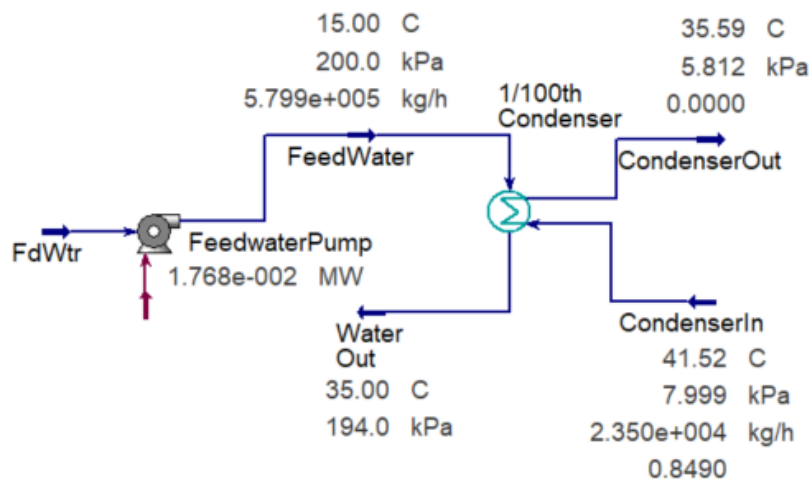 15.00 C
200.0 kPa
5.799e+005 kg/h
FeedWater
1/100th
Condenser
35.59 C
5.812 kPa
0.0000
CondenserOut
FdWtr
FeedwaterPump
1.768e-002 MW
Water
Out
35.00 C
194.0 kPa
CondenserIn
41.52 C
7.999 kPa
2.350e+004 kg/h
0.8490